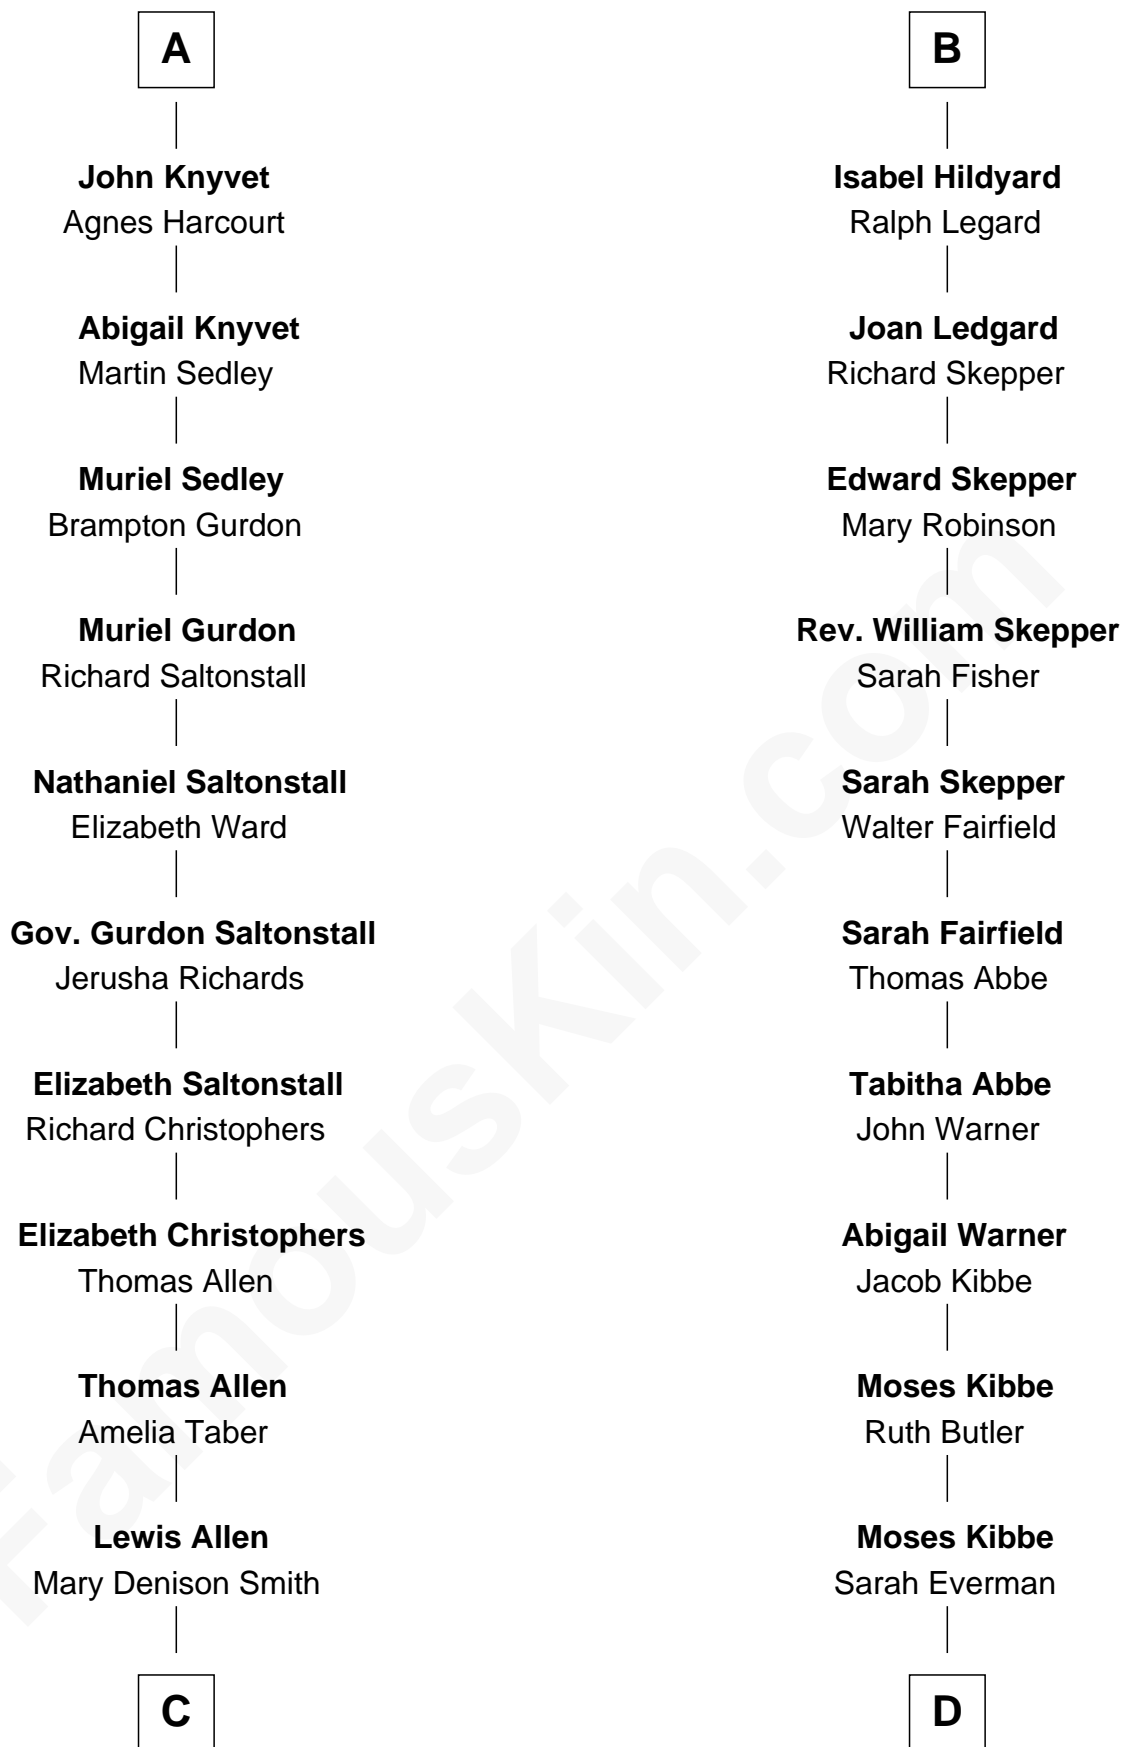 A
John Knyvet
Agnes Harcourt
Abigail Knyvet
Martin Sedley
Muriel Sedley
Brampton Gurdon
Muriel Gurdon
Richard Saltonstall
Nathaniel Saltonstall
Elizabeth Ward
Gov. Gurdon Saltonstall
Jerusha Richards
Elizabeth Saltonstall
Richard Christophers
Elizabeth Christophers
Thomas Allen
Thomas Allen
Amelia Taber
Lewis Allen
Mary Denison Smith
C
B
Isabel Hildyard
Ralph Legard
Joan Ledgard
Richard Skepper
Edward Skepper
Mary Robinson
Rev. William Skepper
Sarah Fisher
Sarah Skepper
Walter Fairfield
Sarah Fairfield
Thomas Abbe
Tabitha Abbe
John Warner
Abigail Warner
Jacob Kibbe
Moses Kibbe
Ruth Butler
Moses Kibbe
Sarah Everman
D
FamousKin.com